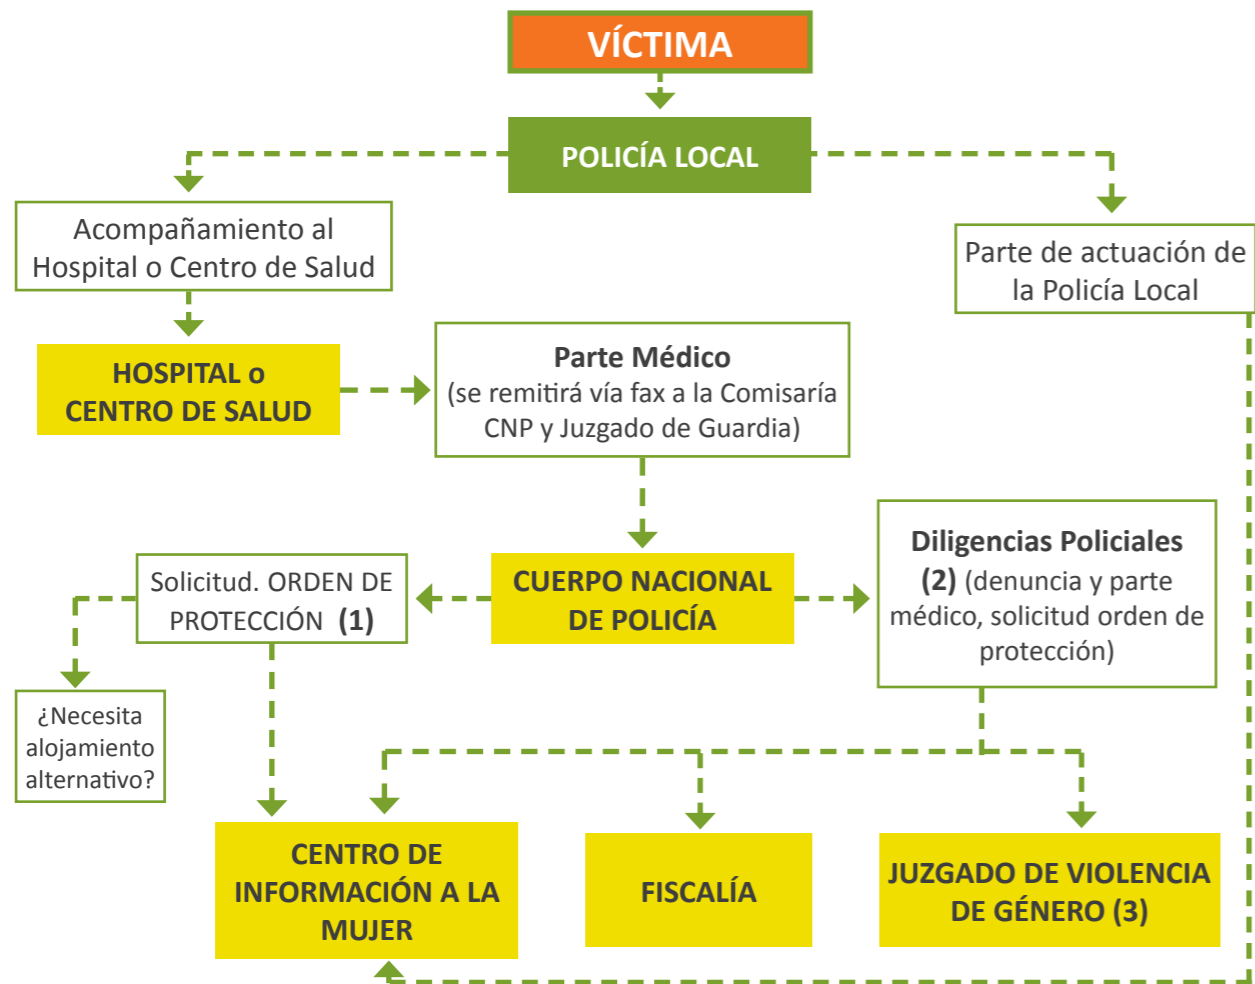 VÍCTIMA
POLICÍA LOCAL
Acompañamiento al
Hospital o Centro de Salud
Parte de actuación de
la Policía Local
HOSPITAL o
CENTRO DE SALUD
Parte Médico
(se remitirá vía fax a la Comisaría
CNP y Juzgado de Guardia)
Solicitud. ORDEN DE
PROTECCIÓN (1)
CUERPO NACIONAL
DE POLICÍA
Diligencias Policiales
(2) (denuncia y parte
médico, solicitud orden de
protección)
¿Necesita
alojamiento
alternativo?
CENTRO DE
INFORMACIÓN A LA
MUJER
FISCALÍA
JUZGADO DE VIOLENCIA
DE GÉNERO (3)